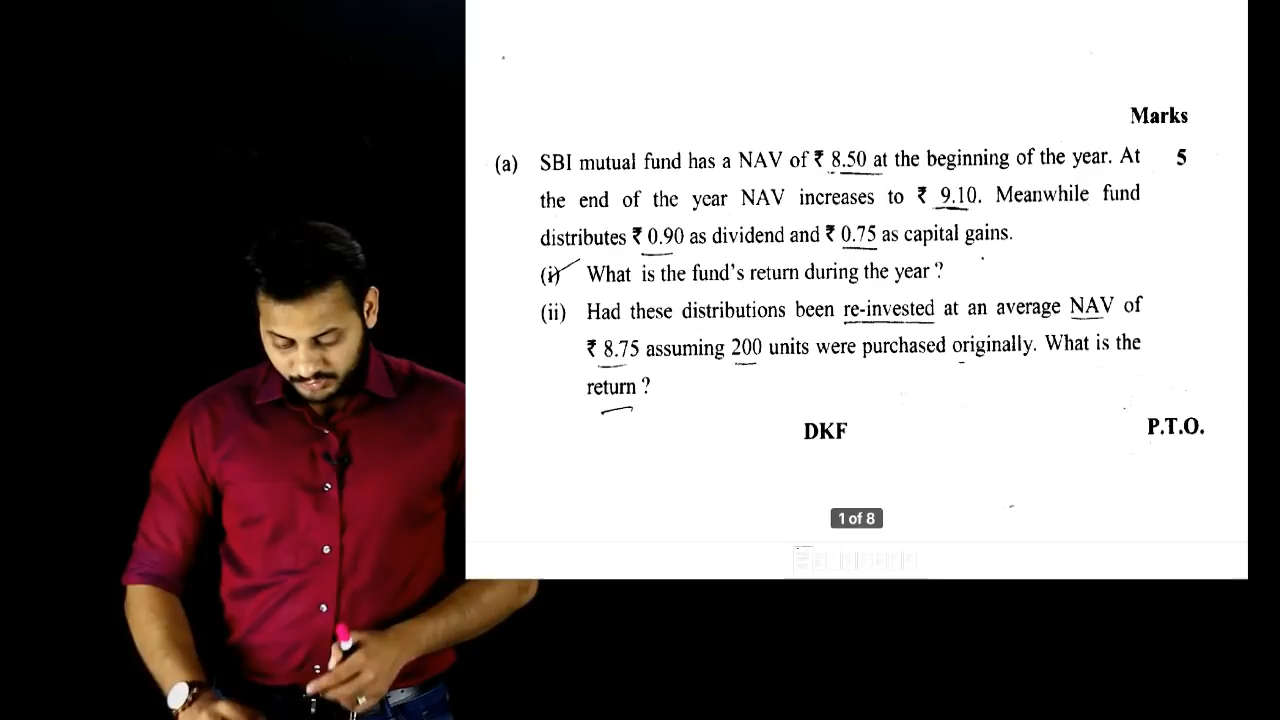 Marks
(a) SBI mutual fund has a NAV of ₹ 8.50 at the beginning of the year. At 5
the end of the year NAV increases to ₹ 9.10. Meanwhile fund
distributes ₹ 0.90 as dividend and ₹ 0.75 as capital gains.
(i) What is the fund's return during the year ?
(ii) Had these distributions been re-invested at an average NAV of
₹ 8.75 assuming 200 units were purchased originally. What is the
return ?
DKF P.T.O.
1 of 8